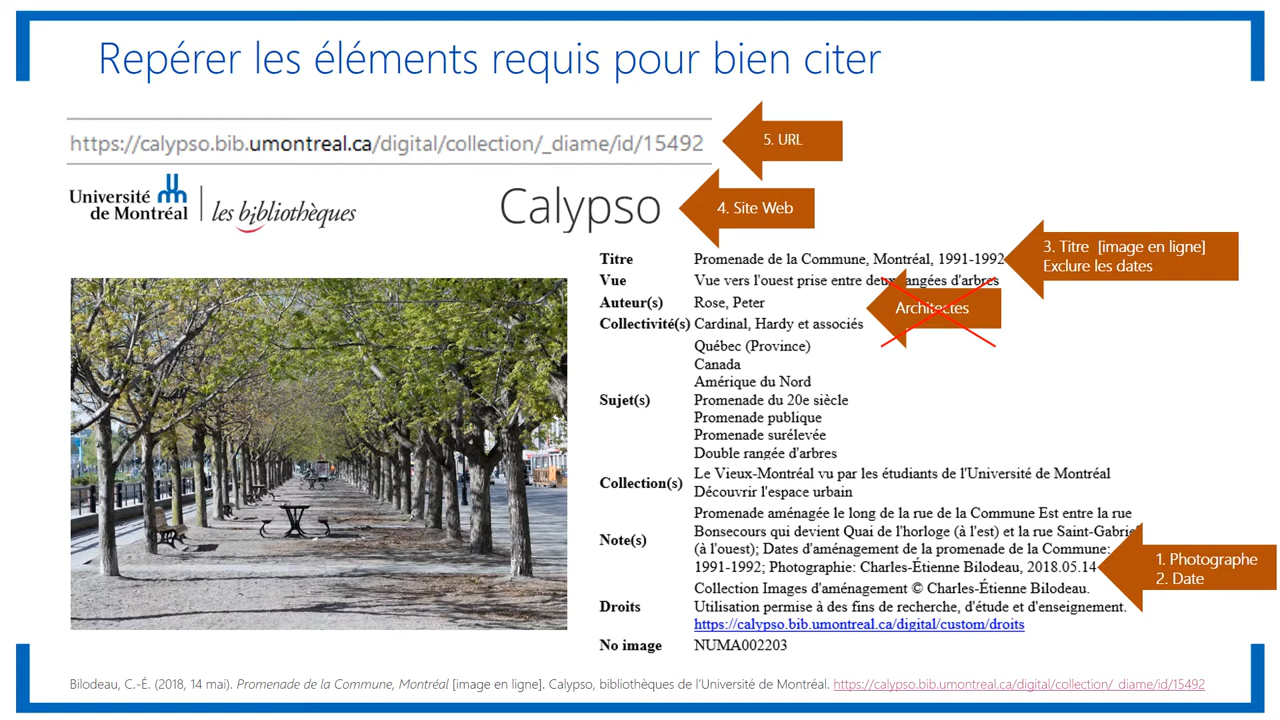 Repérer les éléments requis pour bien citer
https://calypso.bib.umontreal.ca/digital/collection/_diame/id/15492
5. URL
Université
de Montréal
les bibliothèques
Calypso
4. Site Web
Titre Promenade de la Commune, Montréal, 1991-1992
3. Titre [image en ligne]
Exclure les dates
Vue Vue vers l'ouest prise entre deux rangées d'arbres
Auteur(s) Rose, Peter
Architectes
Collectivité(s) Cardinal, Hardy et associés
Québec (Province)
Canada
Amérique du Nord
Sujet(s) Promenade du 20e siècle
Promenade publique
Promenade surélevée
Double rangée d'arbres
Collection(s) Le Vieux-Montréal vu par les étudiants de l'Université de Montréal
Découvrir l'espace urbain
Note(s) Promenade aménagée le long de la rue de la Commune Est entre la rue
Bonsecours qui devient Quai de l'horloge (à l'est) et la rue Saint-Gabriel
(à l'ouest); Dates d'aménagement de la promenade de la Commune:
1991-1992; Photographie: Charles-Étienne Bilodeau, 2018.05.14
1. Photographe
2. Date
Droits Collection Images d'aménagement © Charles-Étienne Bilodeau.
Utilisation permise à des fins de recherche, d'étude et d'enseignement.
https://calypso.bib.umontreal.ca/digital/custom/droits
No image NUMA002203
Bilodeau, C.-É. (2018, 14 mai). Promenade de la Commune, Montréal [image en ligne]. Calypso, bibliothèques de l'Université de Montréal. https://calypso.bib.umontreal.ca/digital/collection/_diame/id/15492